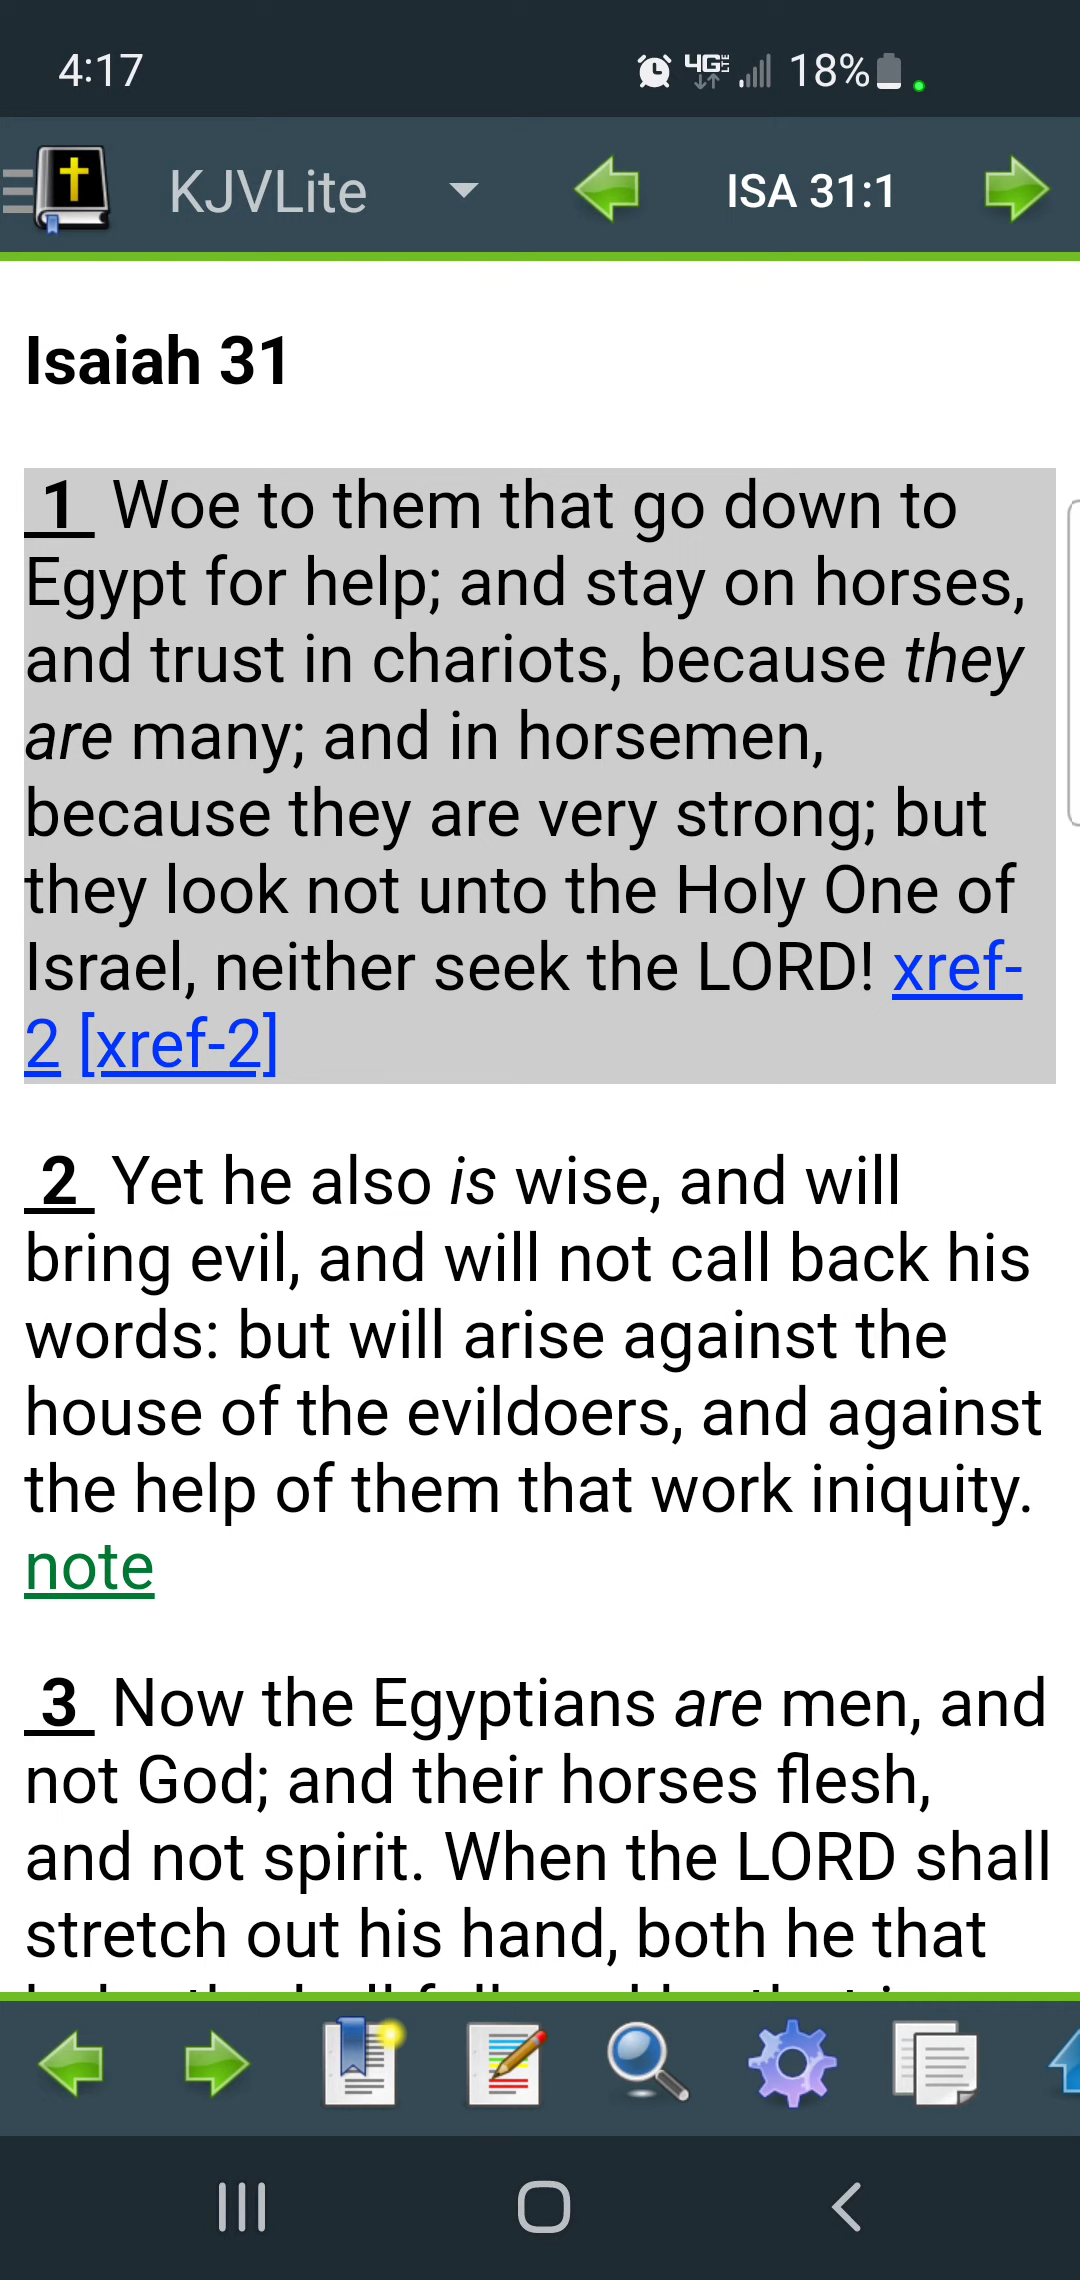 4:17 4G LTE 18%
KJVLite ISA 31:1
Isaiah 31
1 Woe to them that go down to
Egypt for help; and stay on horses,
and trust in chariots, because they
are many; and in horsemen,
because they are very strong; but
they look not unto the Holy One of
Israel, neither seek the LORD! xref-
2 [xref-2]
2 Yet he also is wise, and will
bring evil, and will not call back his
words: but will arise against the
house of the evildoers, and against
the help of them that work iniquity.
note
3 Now the Egyptians are men, and
not God; and their horses flesh,
and not spirit. When the LORD shall
stretch out his hand, both he that